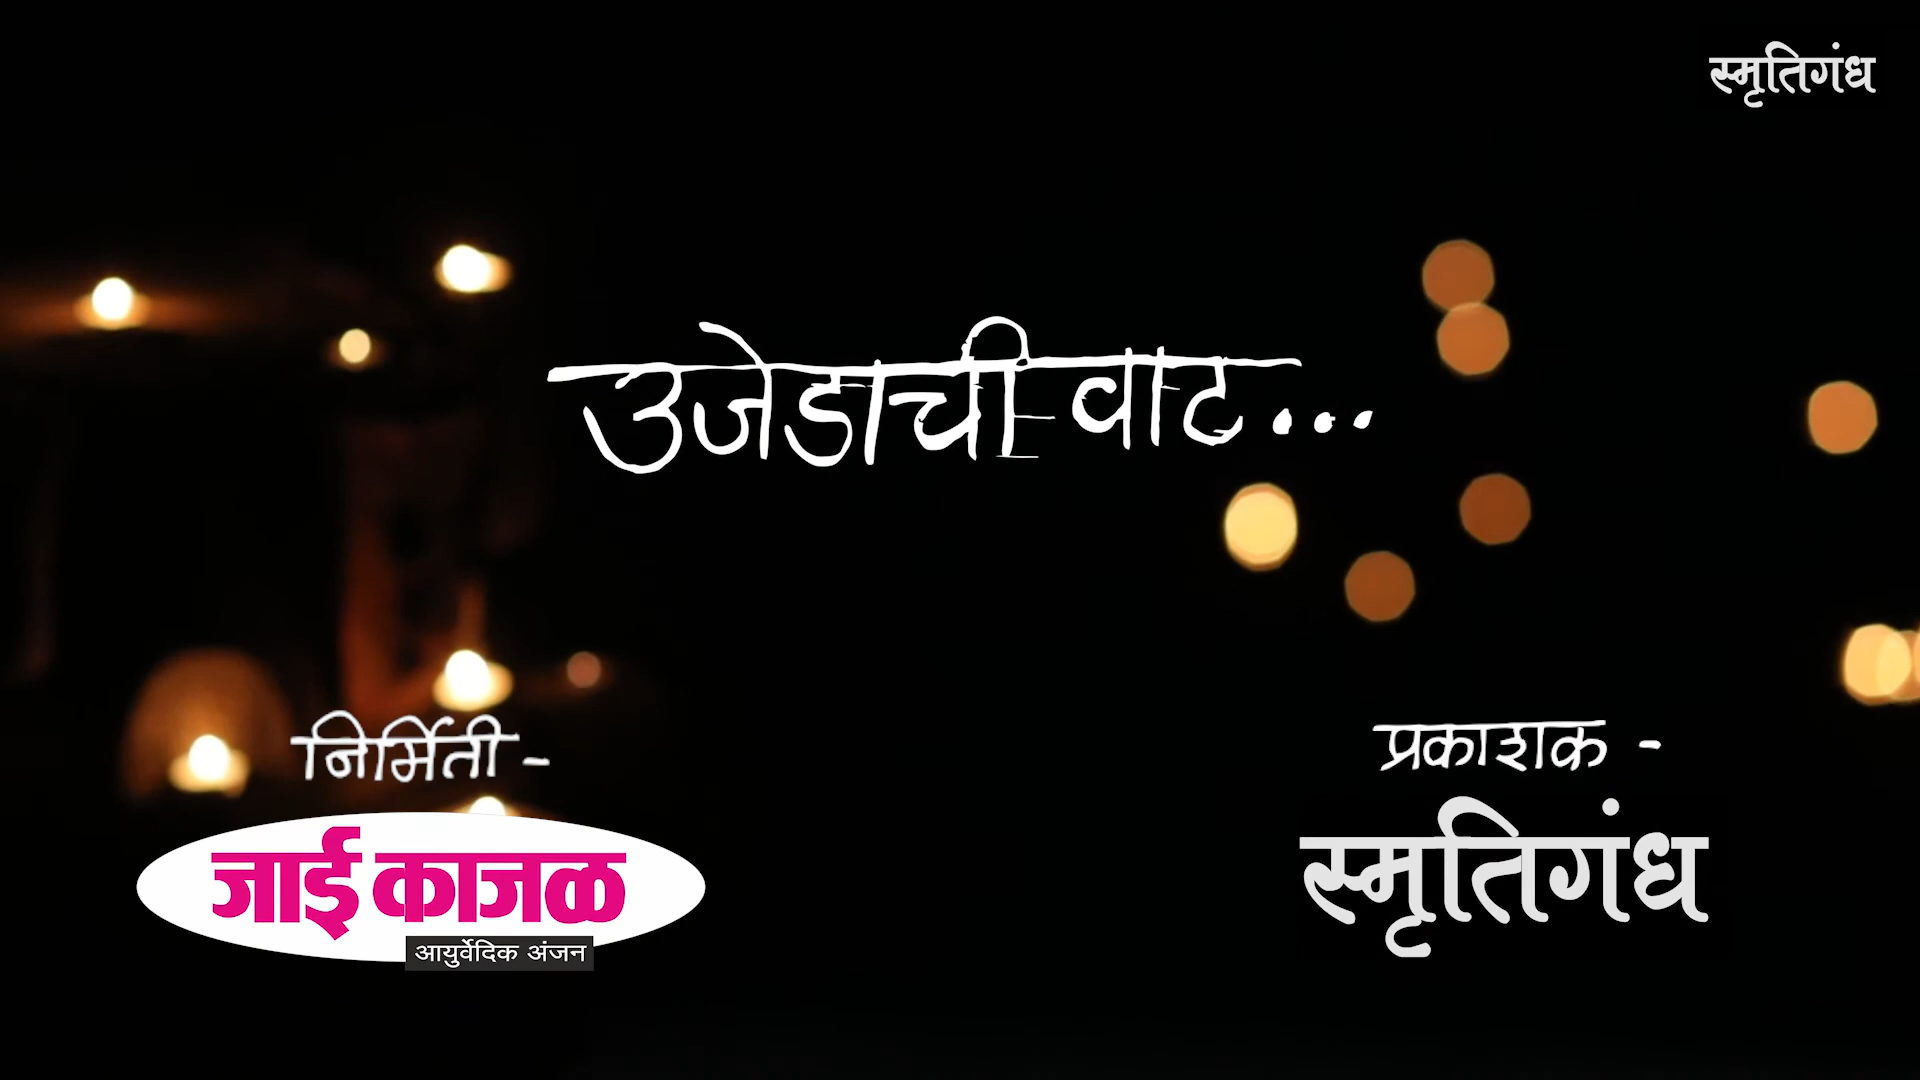 स्मृतिगंध
उजेडाची वाट...
निर्मिती -
जाई काजळ
आयुर्वेदिक अंजन
प्रकाशक -
स्मृतिगंध